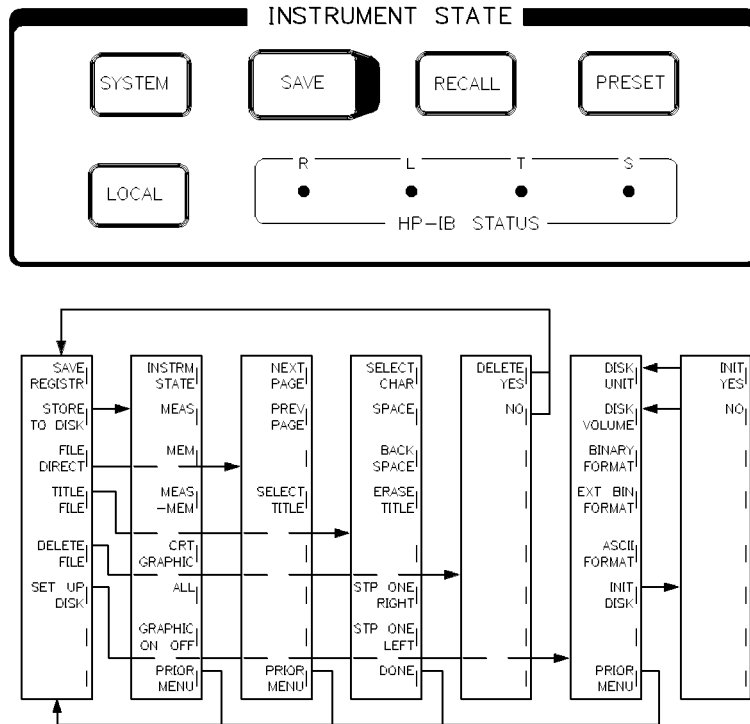 INSTRUMENT STATE
SYSTEM
SAVE
RECALL
PRESET
LOCAL
R L T S
HP-IB STATUS
SAVE
REGISTR
STORE
TO DISK
FILE
DIRECT
TITLE
FILE
DELETE
FILE
SET UP
DISK
INSTRM
STATE
MEAS
MEM
MEAS
-MEM
CRT
GRAPHIC
ALL
GRAPHIC
ON OFF
PRIOR
MENU
NEXT
PAGE
PREV
PAGE
SELECT
TITLE
PRIOR
MENU
SELECT
CHAR
SPACE
BACK
SPACE
ERASE
TITLE
STP ONE
RIGHT
STP ONE
LEFT
DONE
DELETE
YES
NO
DISK
UNIT
DISK
VOLUME
BINARY
FORMAT
EXT BIN
FORMAT
ASCII
FORMAT
INIT
DISK
PRIOR
MENU
INIT
YES
NO